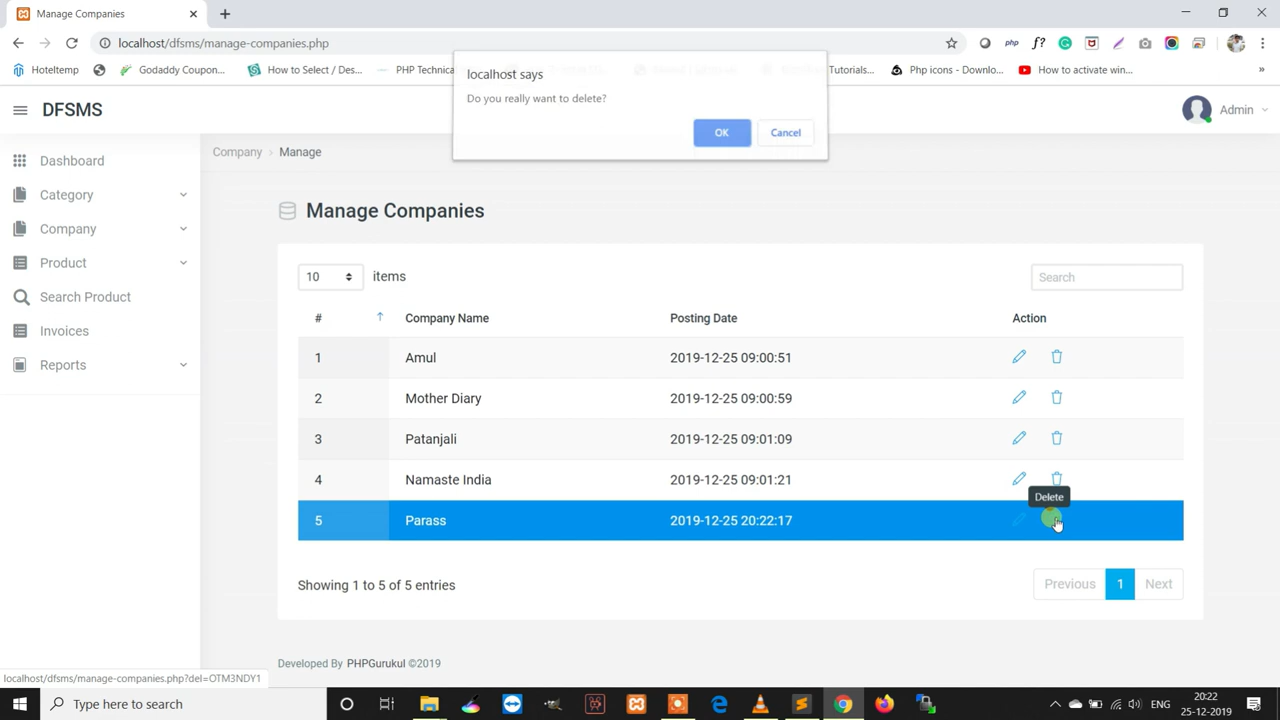 Manage Companies
localhost/dfsms/manage-companies.php
php
f?
Hoteltemp
Godaddy Coupon...
How to Select / Des...
PHP Technica
Tutorials...
Php icons - Downlo...
How to activate win...
»
localhost says
Do you really want to delete?
OK
Cancel
DFSMS
Admin
Company > Manage
Dashboard
Category
Company
Product
Search Product
Invoices
Reports
Manage Companies
10 items
Search
# Company Name Posting Date Action
1 Amul 2019-12-25 09:00:51
2 Mother Diary 2019-12-25 09:00:59
3 Patanjali 2019-12-25 09:01:09
4 Namaste India 2019-12-25 09:01:21
Delete
5 Parass 2019-12-25 20:22:17
Showing 1 to 5 of 5 entries
Previous 1 Next
Developed By PHPGurukul ©2019
localhost/dfsms/manage-companies.php?del=OTM3NDY1
Type here to search
ENG
20:22
25-12-2019